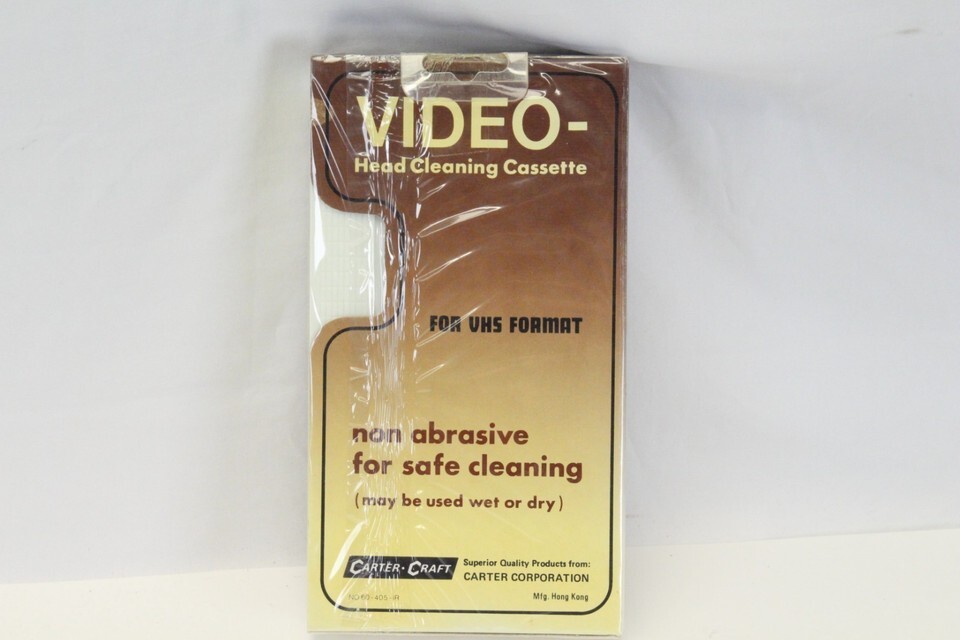 VIDEO-
Head Cleaning Cassette
FOR VHS FORMAT
non abrasive
for safe cleaning
(may be used wet or dry)
CARTER·CRAFT
Superior Quality Products from:
CARTER CORPORATION
Mfg. Hong Kong